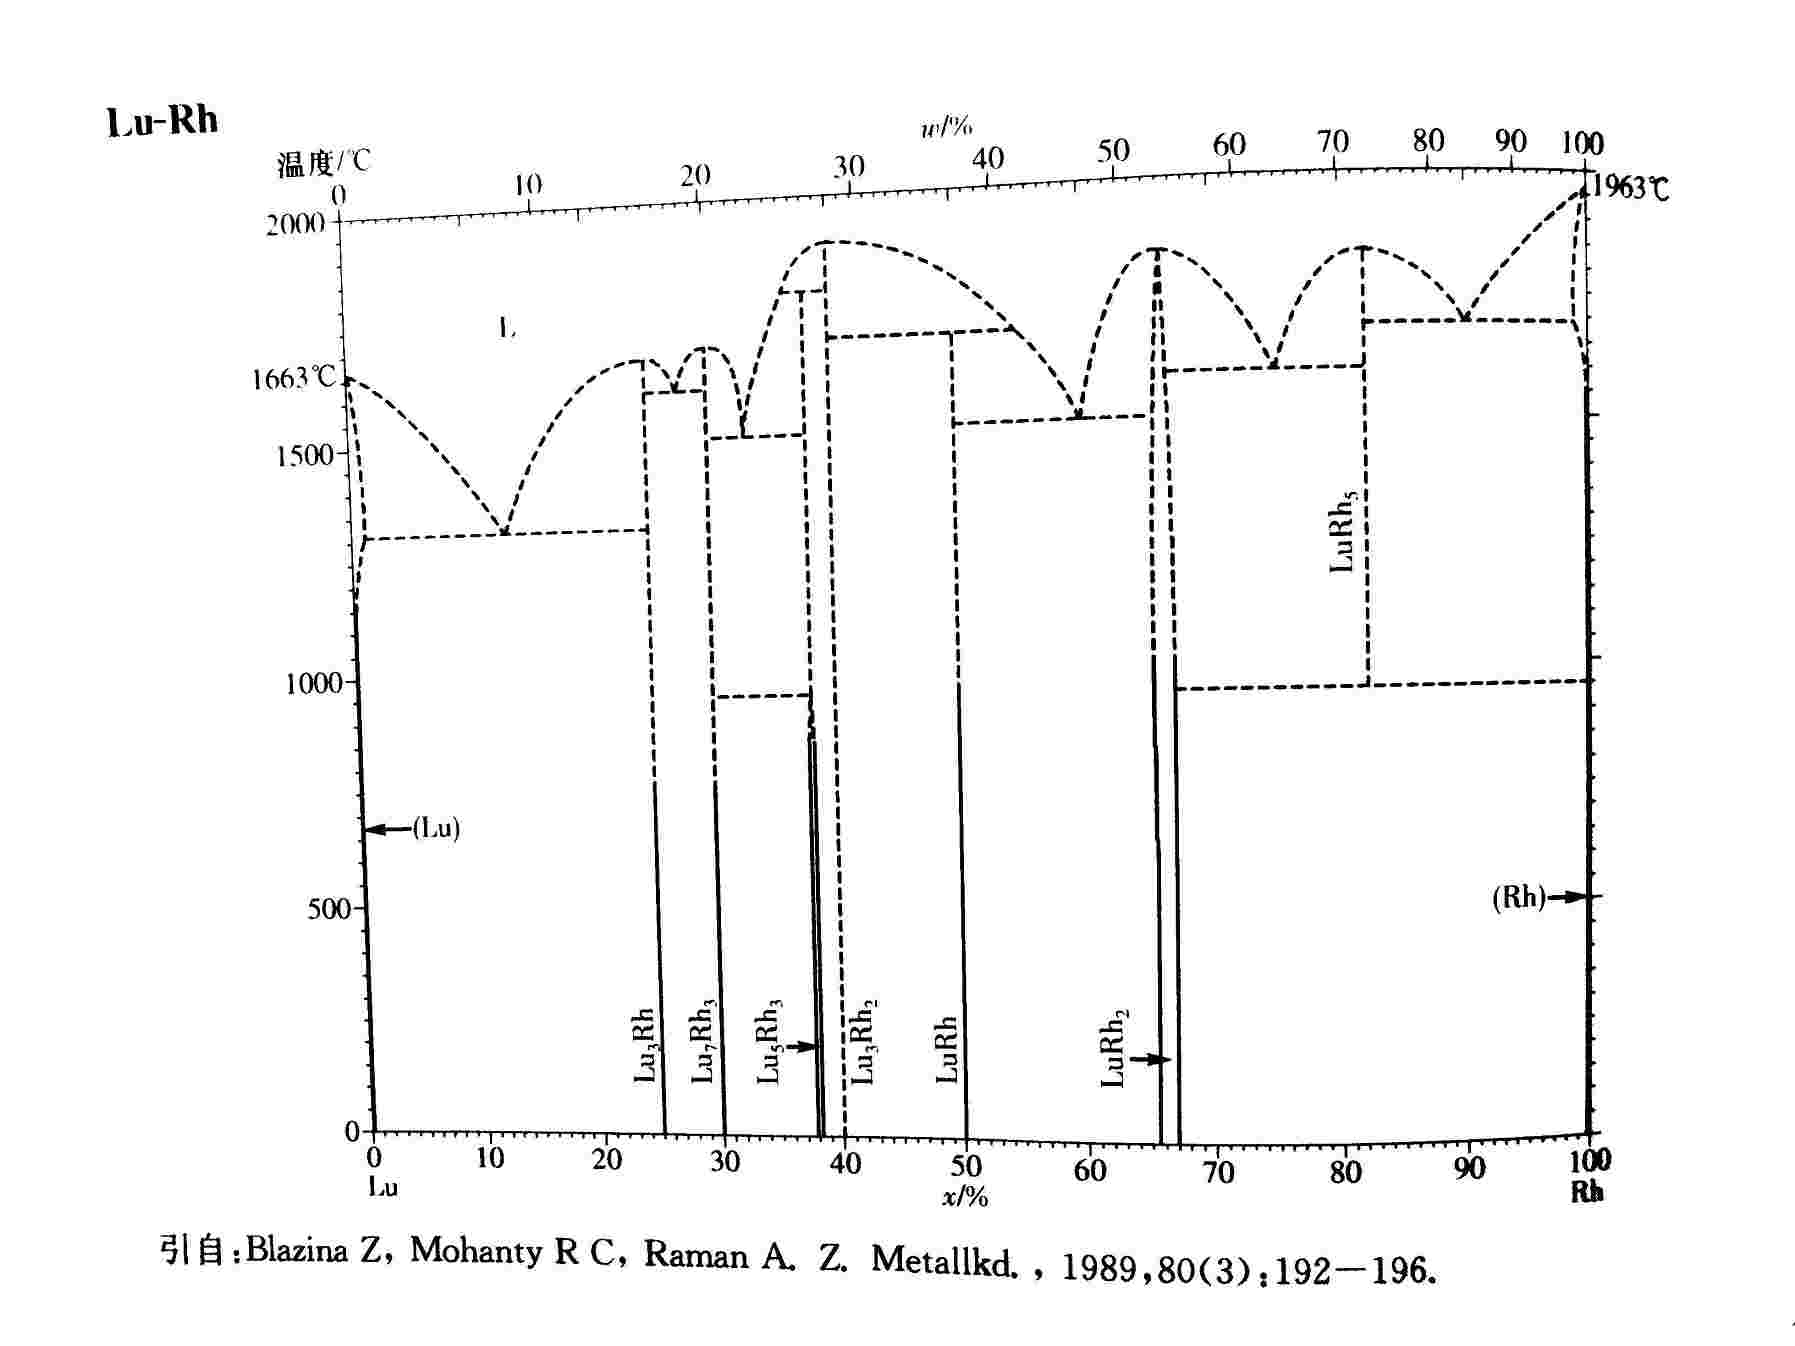 Lu-Rh
w/%
温度/℃
0 10 20 30 40 50 60 70 80 90 100
2000
1963℃
L
1663℃
1500
LuRh₅
1000
(Lu)
500
(Rh)
Lu₃Rh
Lu₇Rh₃
Lu₅Rh₃
Lu₃Rh₂
LuRh
LuRh₂
0
0 10 20 30 40 50 60 70 80 90 100
Lu
x/%
Rh
引自:Blazina Z, Mohanty R C, Raman A. Z. Metallkd., 1989,80(3):192—196.